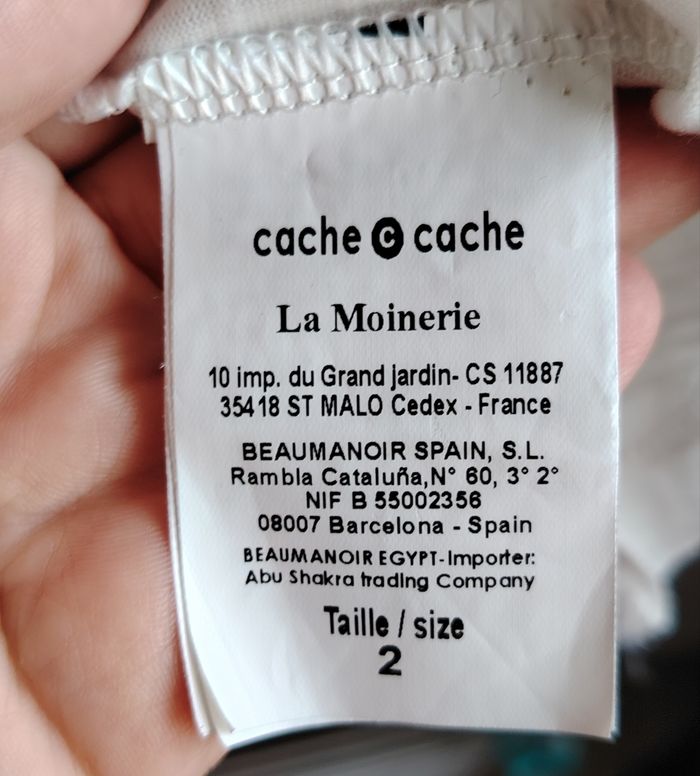 cache c cache
La Moinerie
10 imp. du Grand Jardin- CS 11887
35418 ST MALO Cedex - France
BEAUMANOIR SPAIN, S.L.
Rambla Cataluña,N° 60, 3° 2°
NIF B 55002356
08007 Barcelona - Spain
BEAUMANOIR EGYPT-Importer:
Abu Shakra trading Company
Taille / size
2